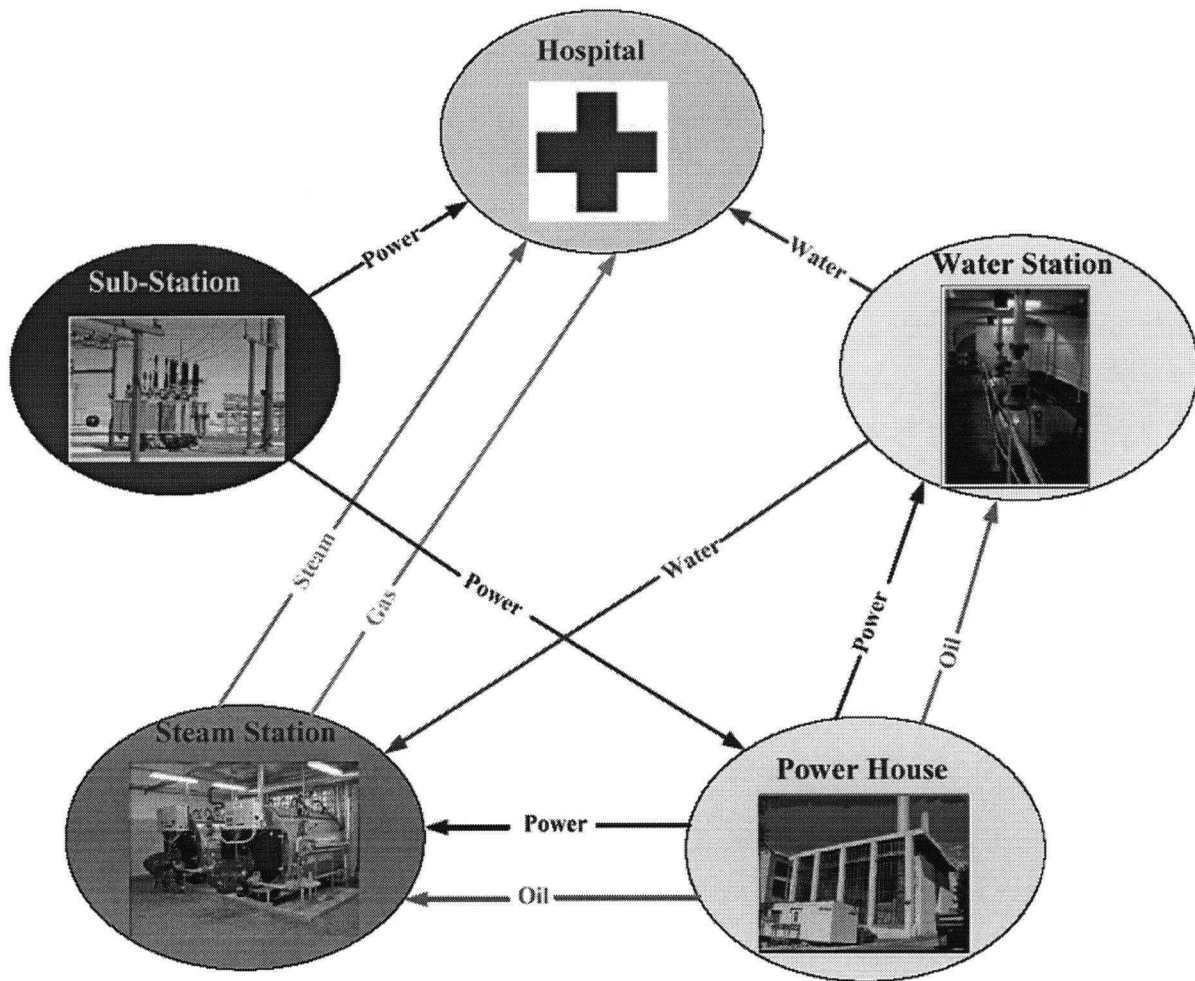 Hospital
Power
Water
Sub-Station
Water Station
Steam
Gas
Power
Water
Power
Oil
Steam Station
Power House
Power
Oil